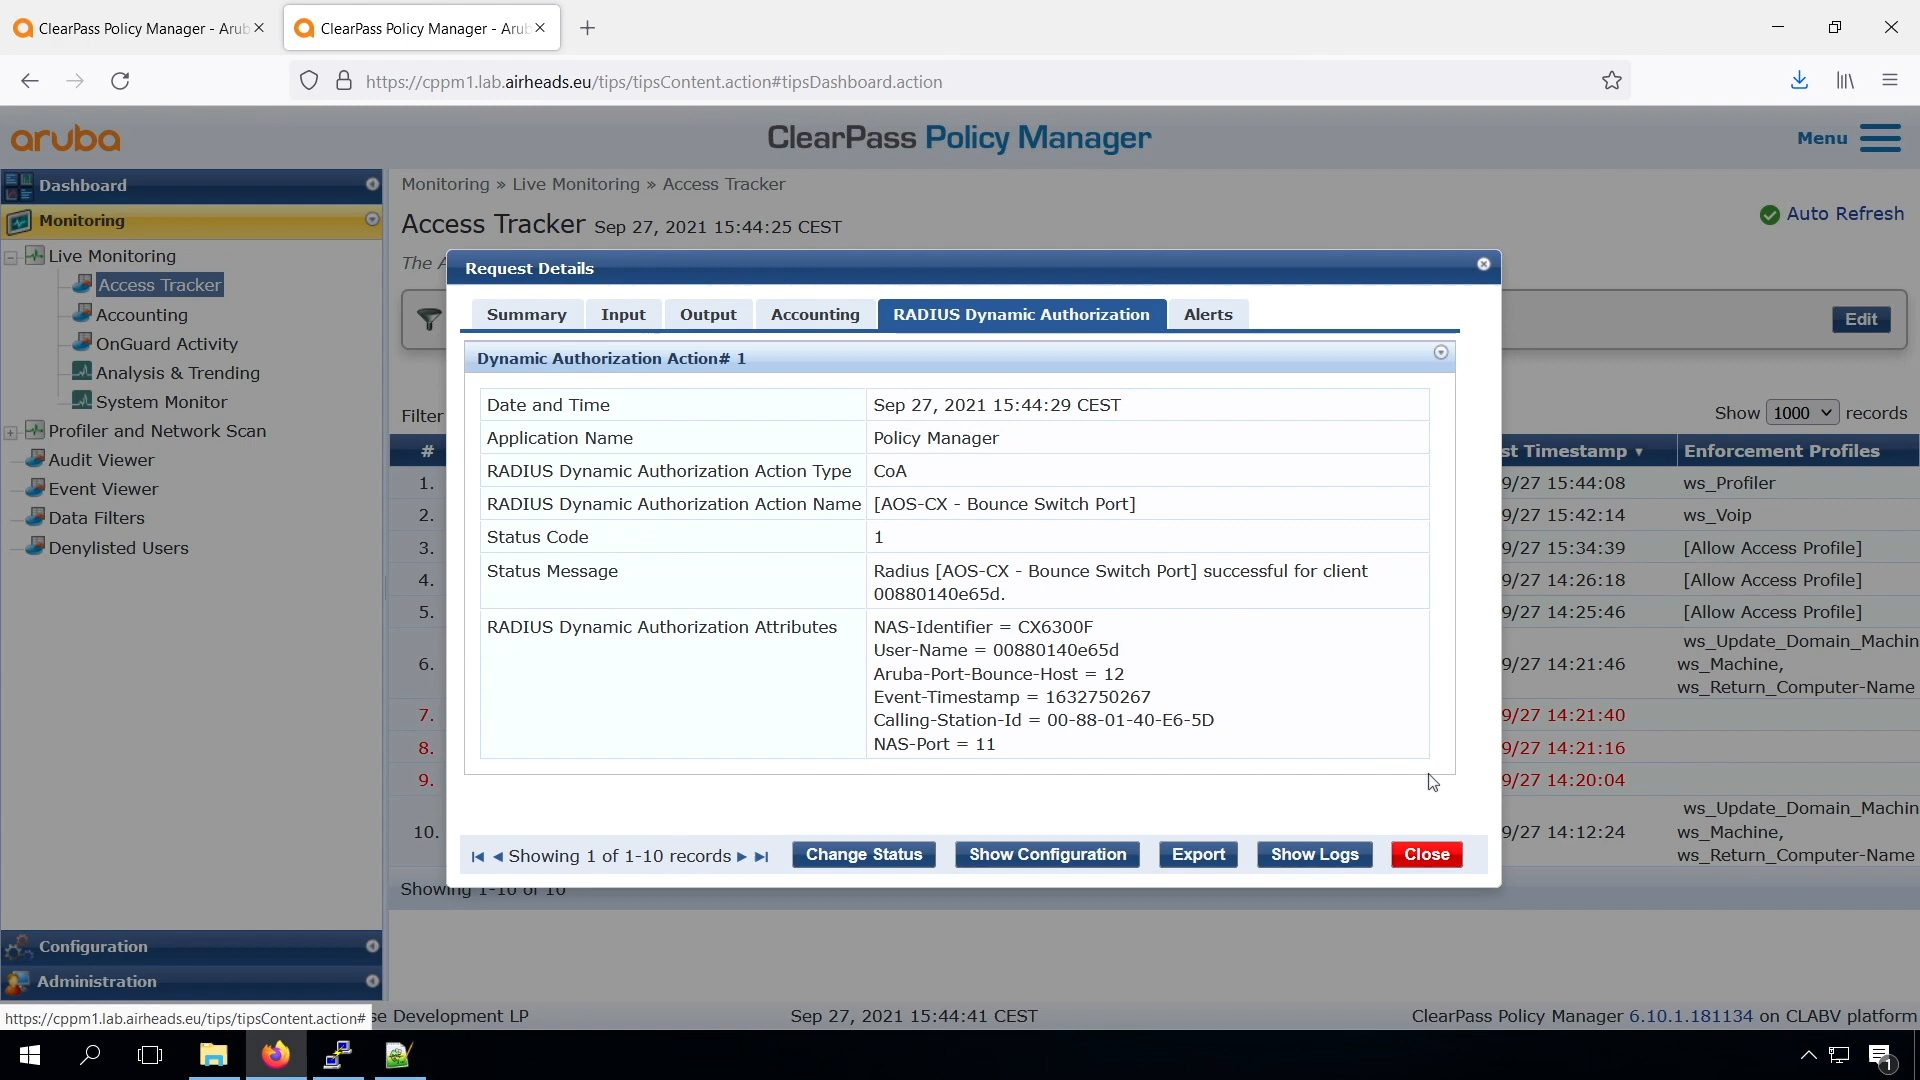 ClearPass Policy Manager - Arub
ClearPass Policy Manager - Arub
https://cppm1.lab.airheads.eu/tips/tipsContent.action#tipsDashboard.action
aruba
ClearPass Policy Manager
Menu
Dashboard
Monitoring
Live Monitoring
Access Tracker
Accounting
OnGuard Activity
Analysis & Trending
System Monitor
Profiler and Network Scan
Audit Viewer
Event Viewer
Data Filters
Denylisted Users
Configuration
Administration
Monitoring » Live Monitoring » Access Tracker
Access Tracker Sep 27, 2021 15:44:25 CEST
Auto Refresh
The A
Edit
Filter
Show 1000 records
# st Timestamp ▼ Enforcement Profiles
1. 9/27 15:44:08 ws_Profiler
2. 9/27 15:42:14 ws_Voip
3. 9/27 15:34:39 [Allow Access Profile]
4. 9/27 14:26:18 [Allow Access Profile]
5. 9/27 14:25:46 [Allow Access Profile]
ws_Update_Domain_Machin
6. 9/27 14:21:46 ws_Machine,
ws_Return_Computer-Name
7. 9/27 14:21:40
8. 9/27 14:21:16
9. 9/27 14:20:04
ws_Update_Domain_Machin
10. 9/27 14:12:24 ws_Machine,
ws_Return_Computer-Name
Showing 1-10 of 10
Request Details
Summary Input Output Accounting RADIUS Dynamic Authorization Alerts
Dynamic Authorization Action# 1
Date and Time Sep 27, 2021 15:44:29 CEST
Application Name Policy Manager
RADIUS Dynamic Authorization Action Type CoA
RADIUS Dynamic Authorization Action Name [AOS-CX - Bounce Switch Port]
Status Code 1
Status Message Radius [AOS-CX - Bounce Switch Port] successful for client
00880140e65d.
RADIUS Dynamic Authorization Attributes NAS-Identifier = CX6300F
User-Name = 00880140e65d
Aruba-Port-Bounce-Host = 12
Event-Timestamp = 1632750267
Calling-Station-Id = 00-88-01-40-E6-5D
NAS-Port = 11
Showing 1 of 1-10 records Change Status Show Configuration Export Show Logs Close
https://cppm1.lab.airheads.eu/tips/tipsContent.action# se Development LP
Sep 27, 2021 15:44:41 CEST
ClearPass Policy Manager 6.10.1.181134 on CLABV platform
1